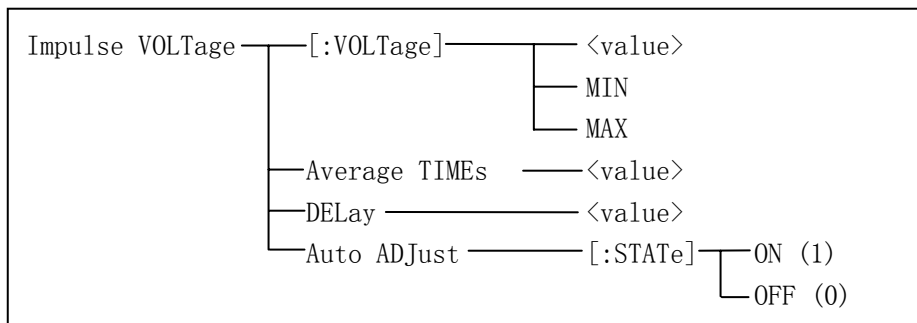 Impulse VOLTage [:VOLTage] <value>
MIN
MAX
Average TIMEs <value>
DELay <value>
Auto ADJust [:STATe] ON (1)
OFF (0)